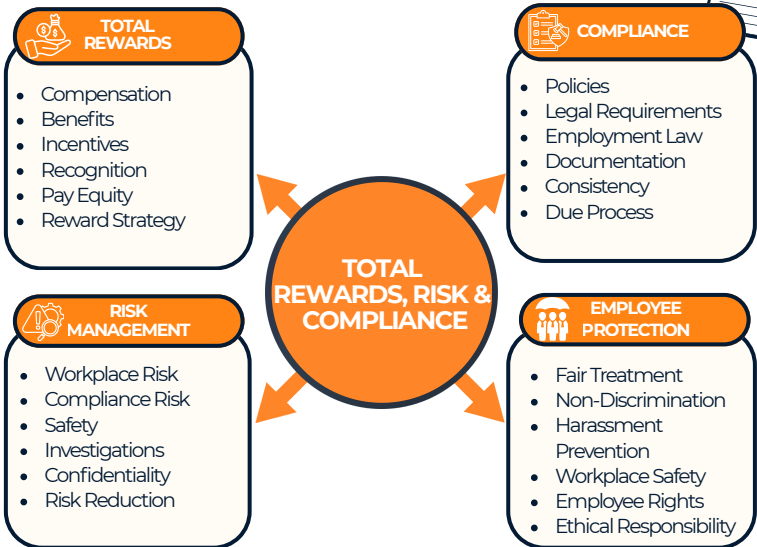 TOTAL
REWARDS
Compensation
Benefits
Incentives
Recognition
Pay Equity
Reward Strategy
COMPLIANCE
Policies
Legal Requirements
Employment Law
Documentation
Consistency
Due Process
TOTAL
REWARDS, RISK &
COMPLIANCE
RISK
MANAGEMENT
Workplace Risk
Compliance Risk
Safety
Investigations
Confidentiality
Risk Reduction
EMPLOYEE
PROTECTION
Fair Treatment
Non-Discrimination
Harassment
Prevention
Workplace Safety
Employee Rights
Ethical Responsibility